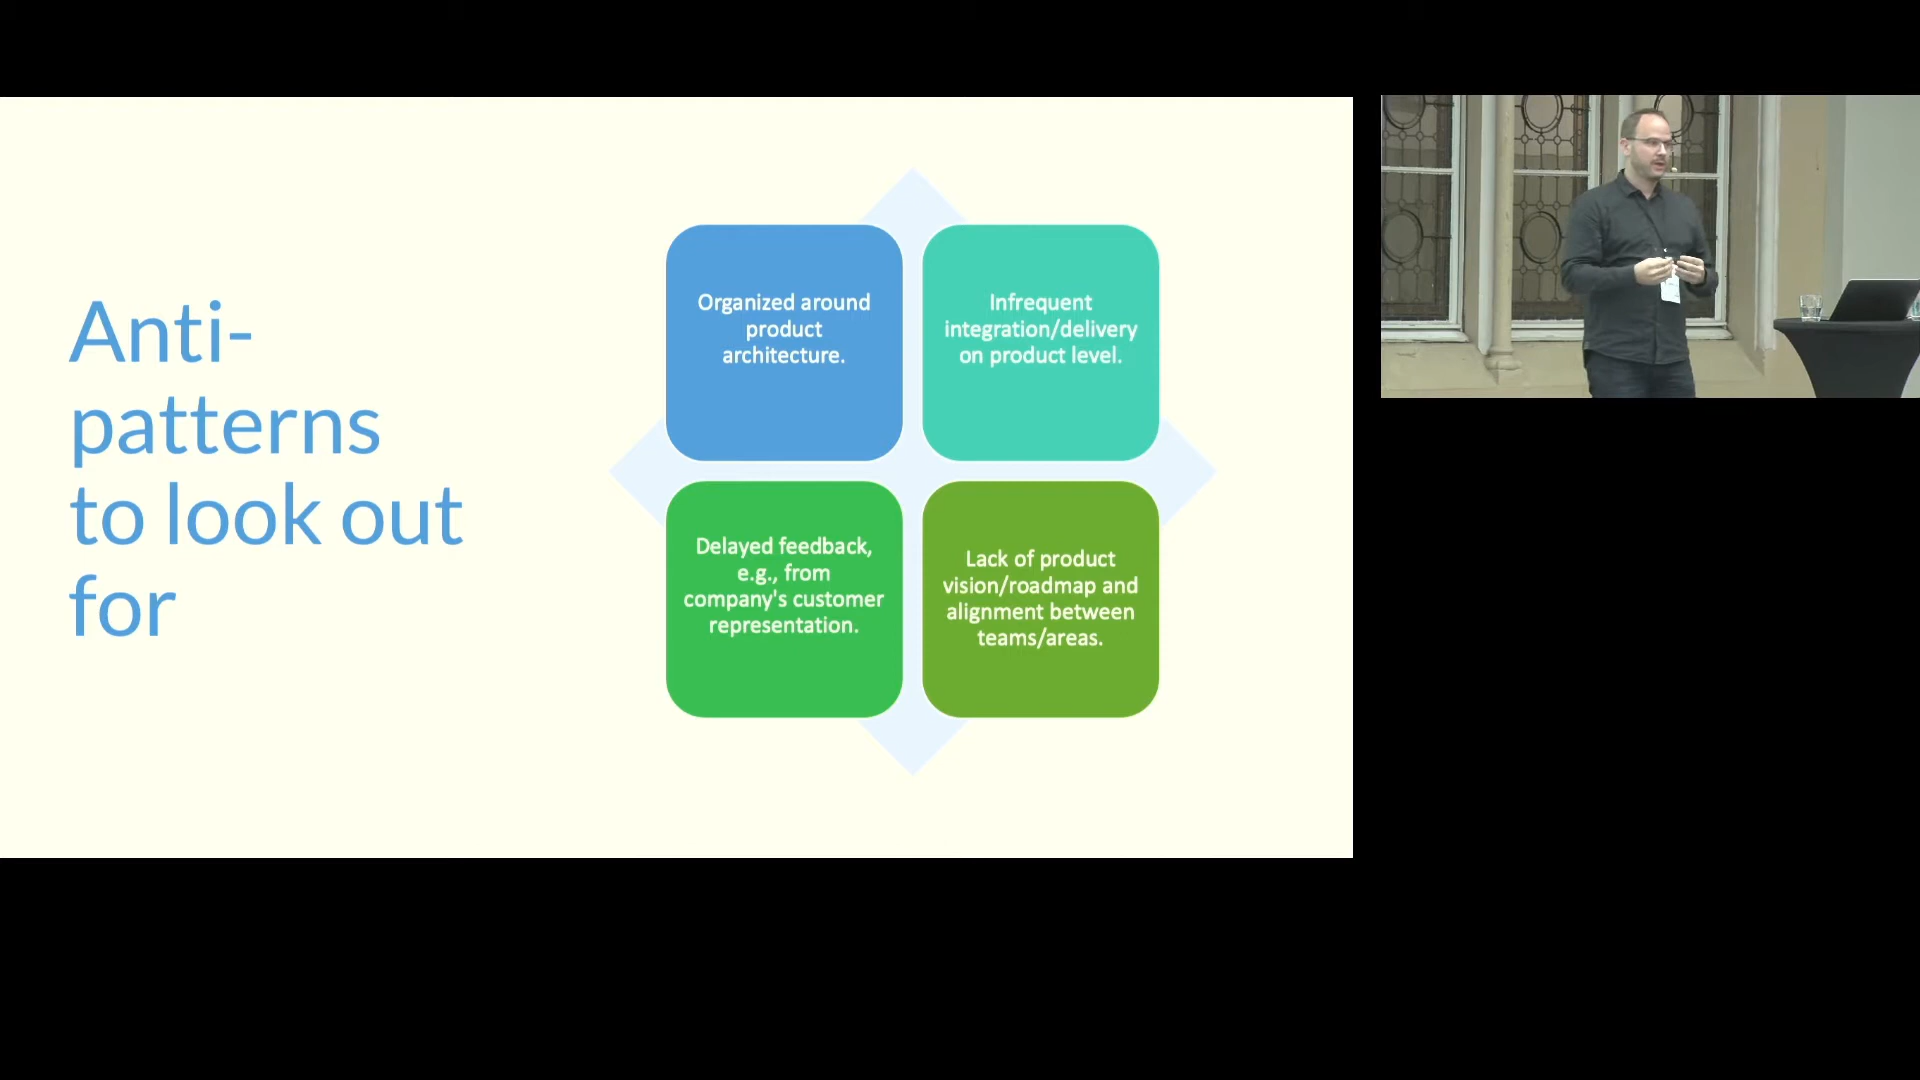 Anti-
patterns
to look out
for
Organized around
product
architecture.
Infrequent
integration/delivery
on product level.
Delayed feedback,
e.g., from
company's customer
representation.
Lack of product
vision/roadmap and
alignment between
teams/areas.